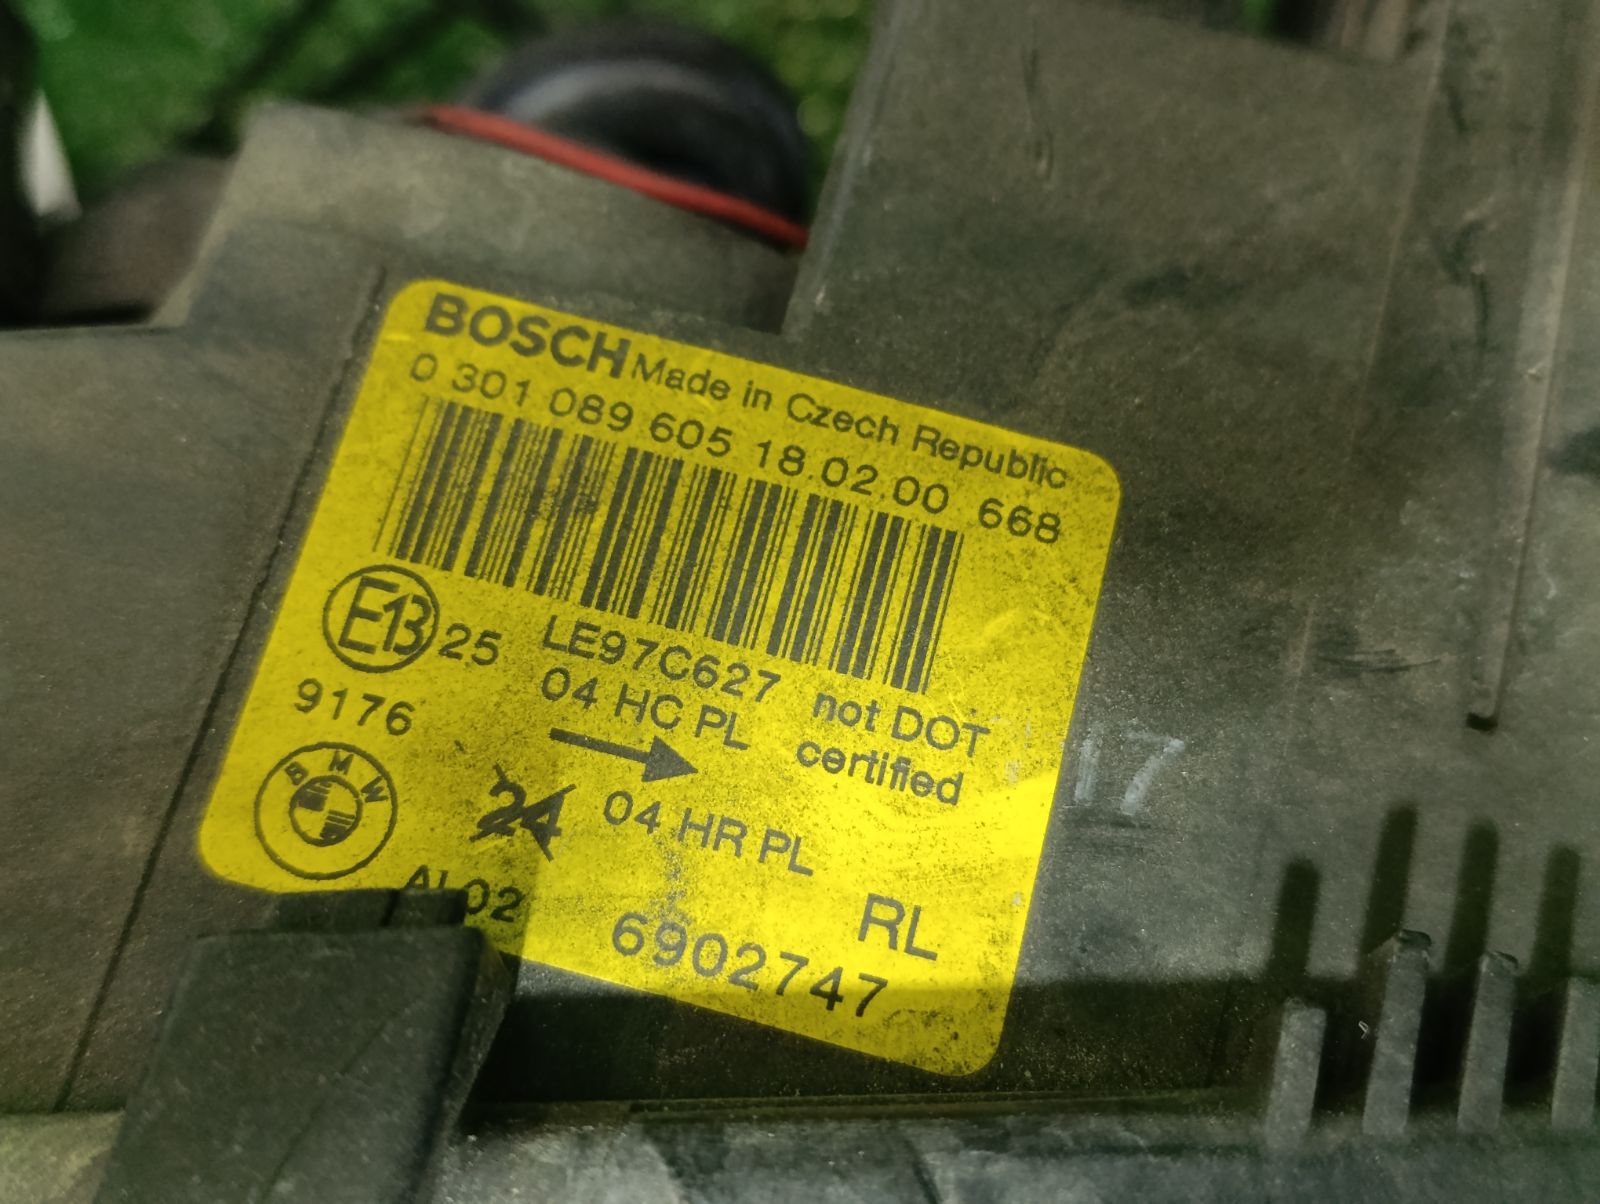 BOSCH Made in Czech Republic
0 301 089 605 18.02.00 668
E13 25 LE97C627 not DOT
9176 04 HC PL certified
BMW 24 04 HR PL
AL02 6902747 RL
17